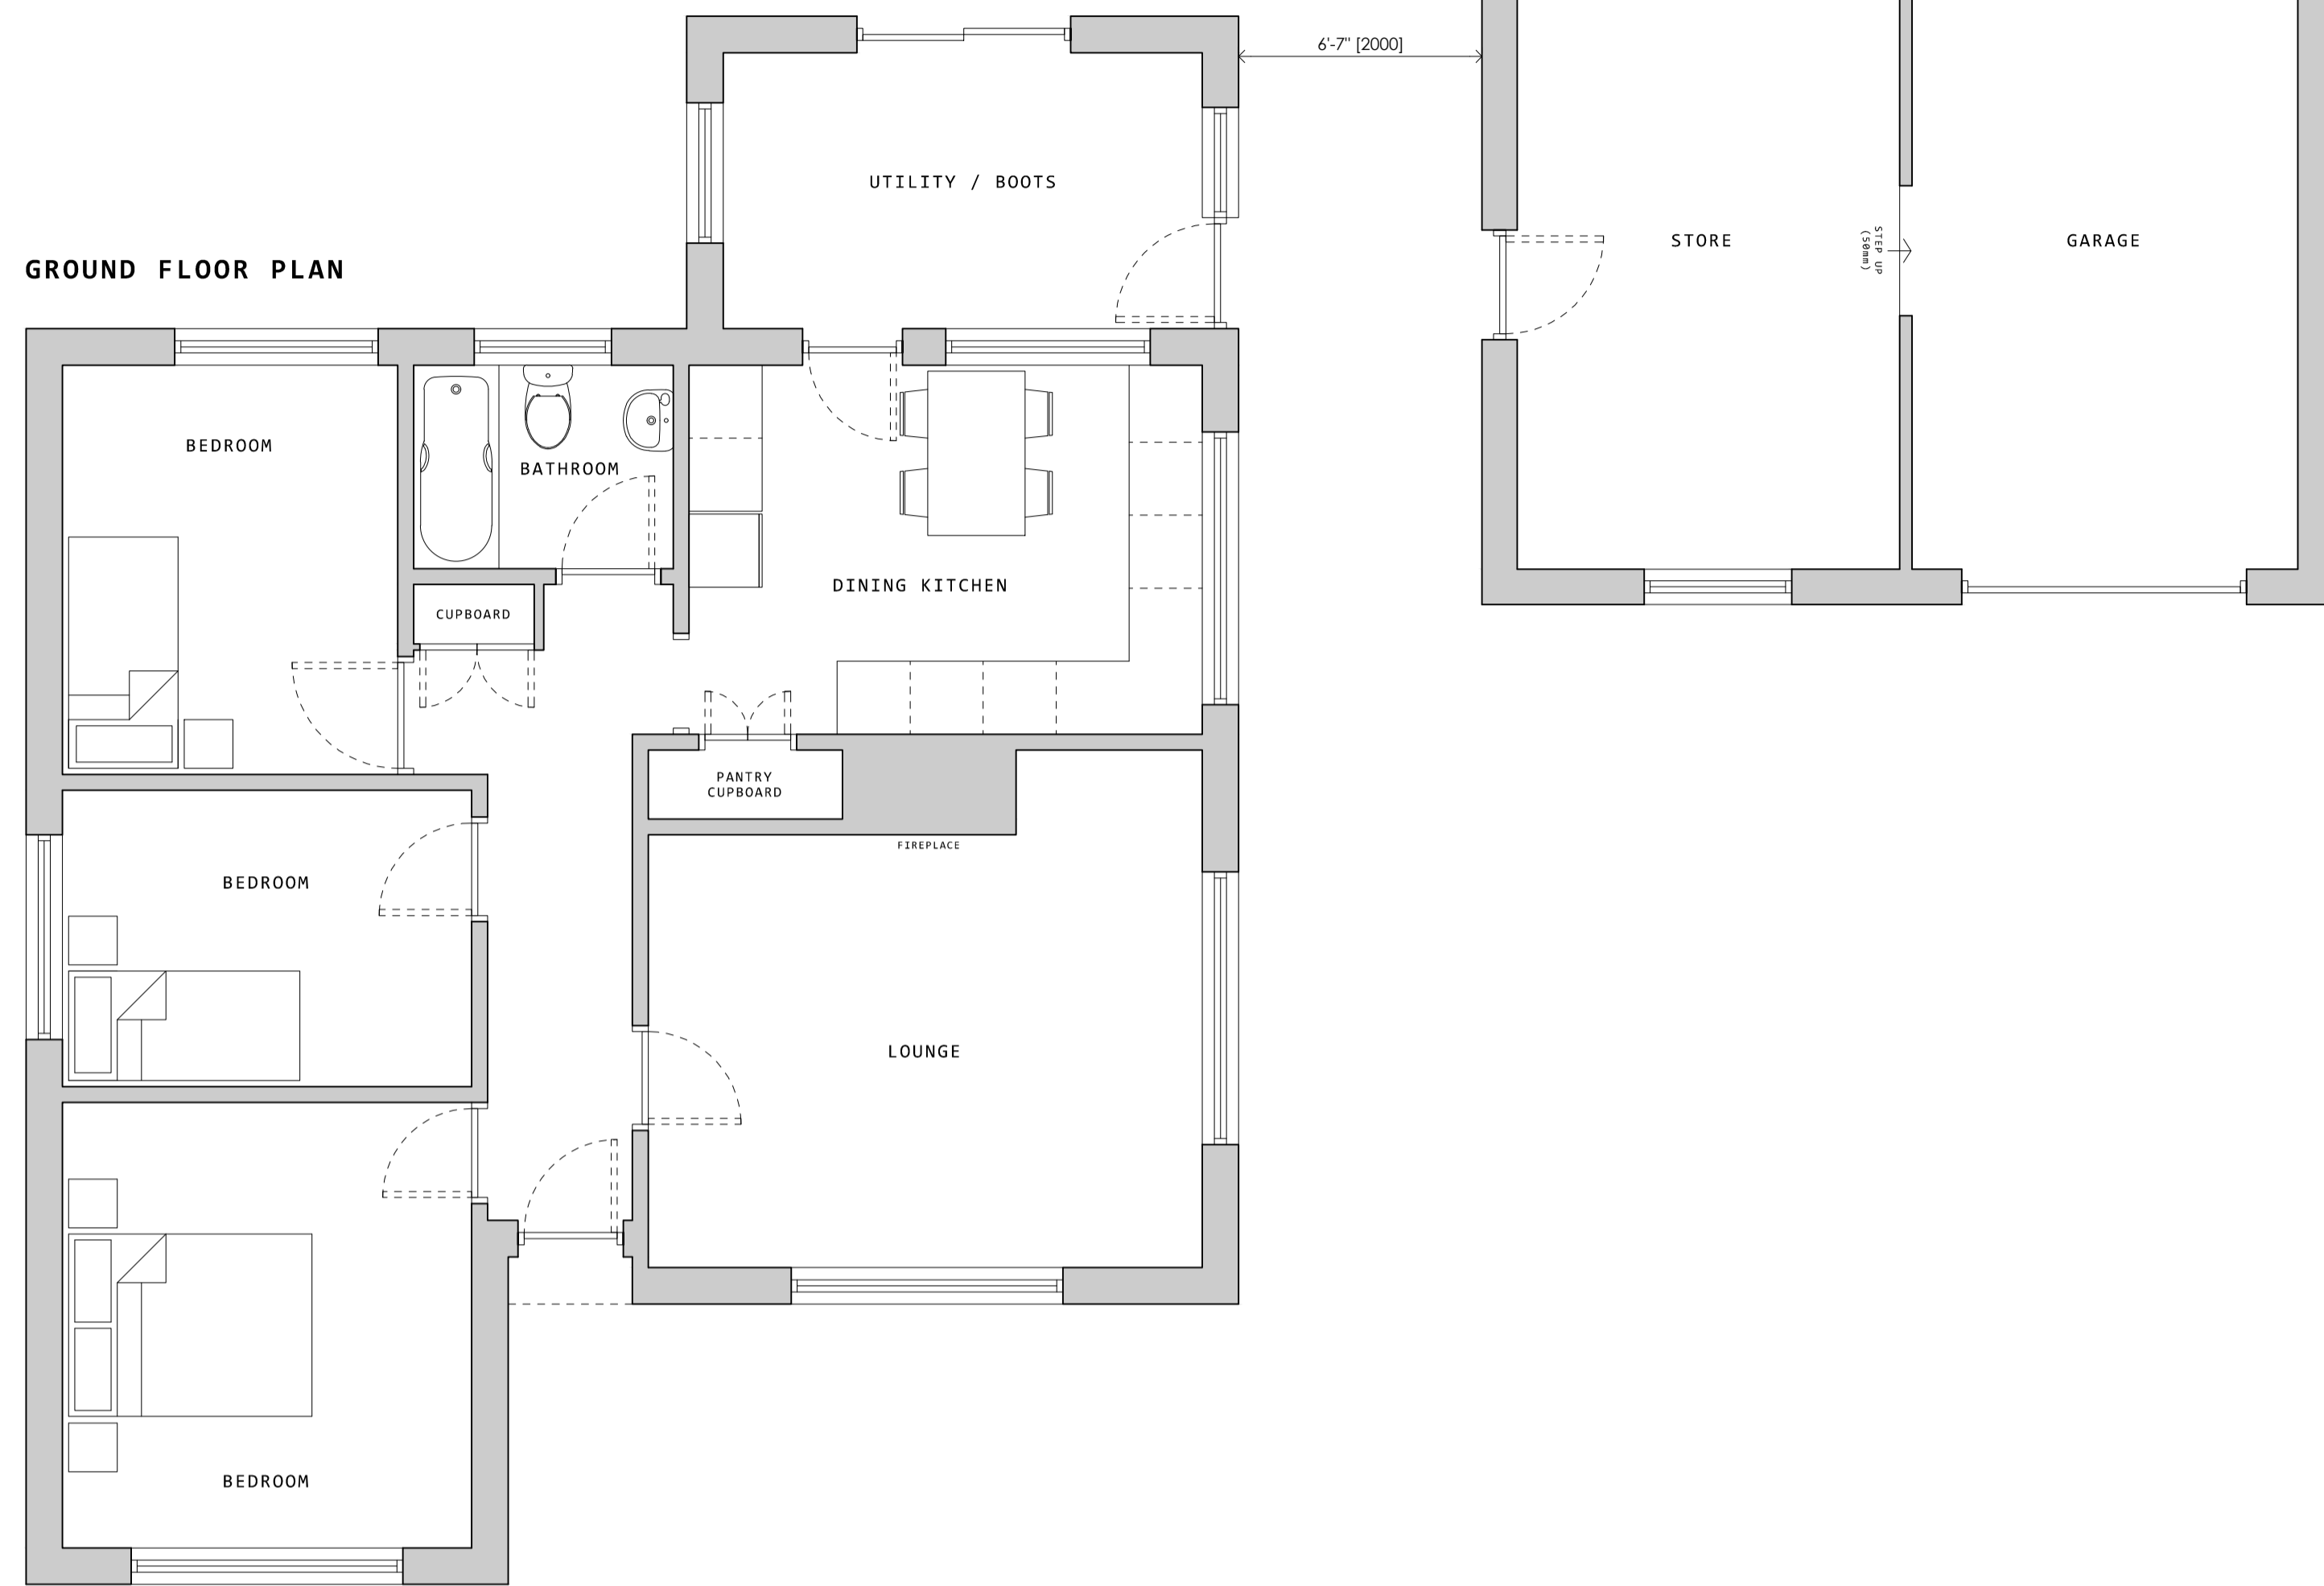 6'-7" [2000]
UTILITY / BOOTS
STORE
STEP UP
(50mm)
GARAGE
GROUND FLOOR PLAN
BEDROOM
BATHROOM
DINING KITCHEN
CUPBOARD
PANTRY
CUPBOARD
FIREPLACE
BEDROOM
LOUNGE
BEDROOM